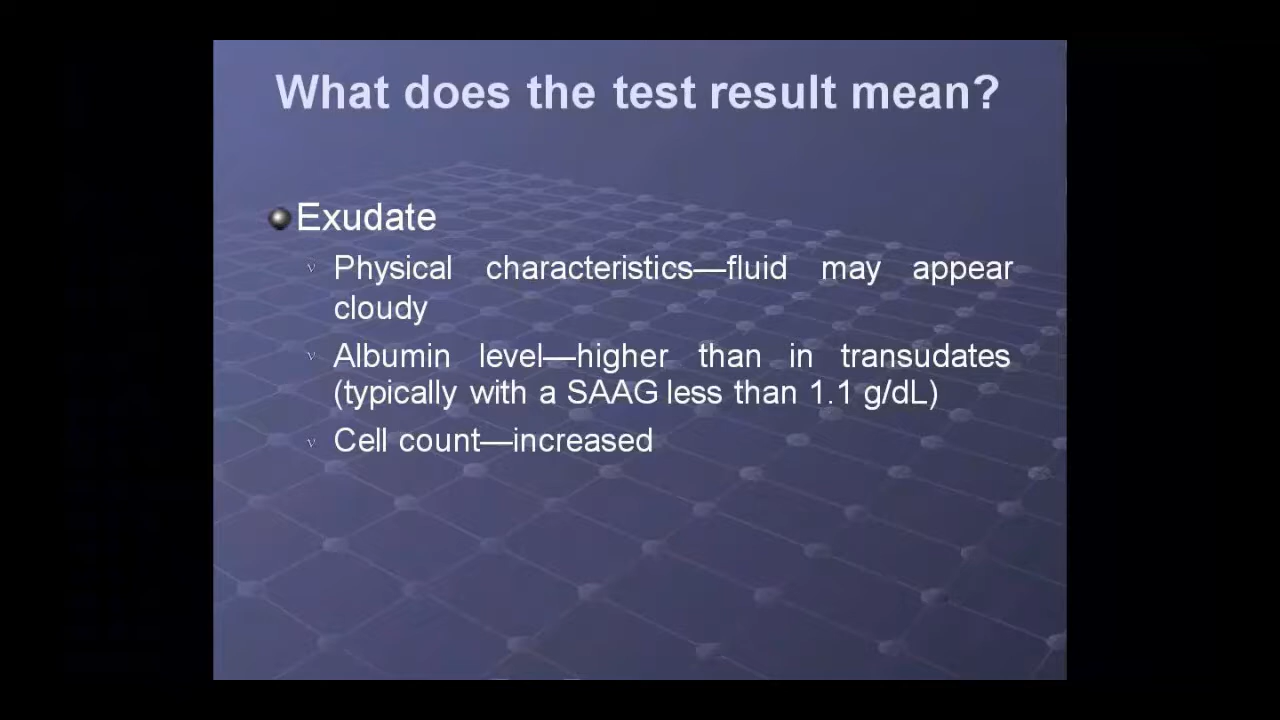 What does the test result mean?
Exudate
Physical characteristics—fluid may appear
cloudy
Albumin level—higher than in transudates
(typically with a SAAG less than 1.1 g/dL)
Cell count—increased